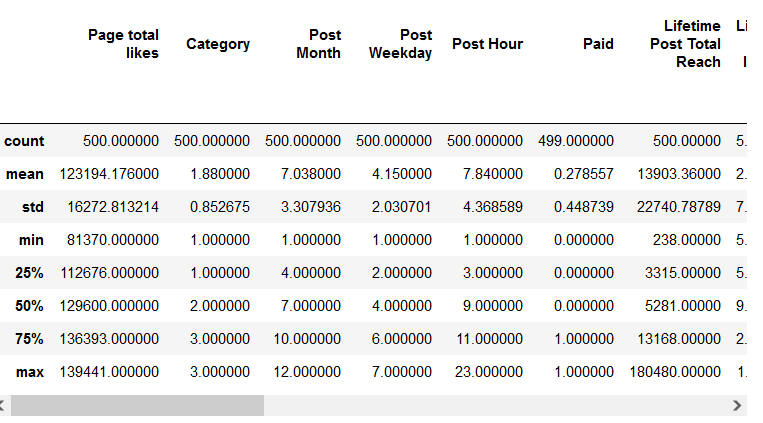 Page total likes Category Post Month Post Weekday Post Hour Paid Lifetime Post Total Reach
count 500.000000 500.000000 500.000000 500.000000 500.000000 499.000000 500.00000 5.
mean 123194.176000 1.880000 7.038000 4.150000 7.840000 0.278557 13903.36000 2.
std 16272.813214 0.852675 3.307936 2.030701 4.368589 0.448739 22740.78789 7.
min 81370.000000 1.000000 1.000000 1.000000 1.000000 0.000000 238.00000 5.
25% 112676.000000 1.000000 4.000000 2.000000 3.000000 0.000000 3315.00000 5.
50% 129600.000000 2.000000 7.000000 4.000000 9.000000 0.000000 5281.00000 9.
75% 136393.000000 3.000000 10.000000 6.000000 11.000000 1.000000 13168.00000 2.
max 139441.000000 3.000000 12.000000 7.000000 23.000000 1.000000 180480.00000 1.